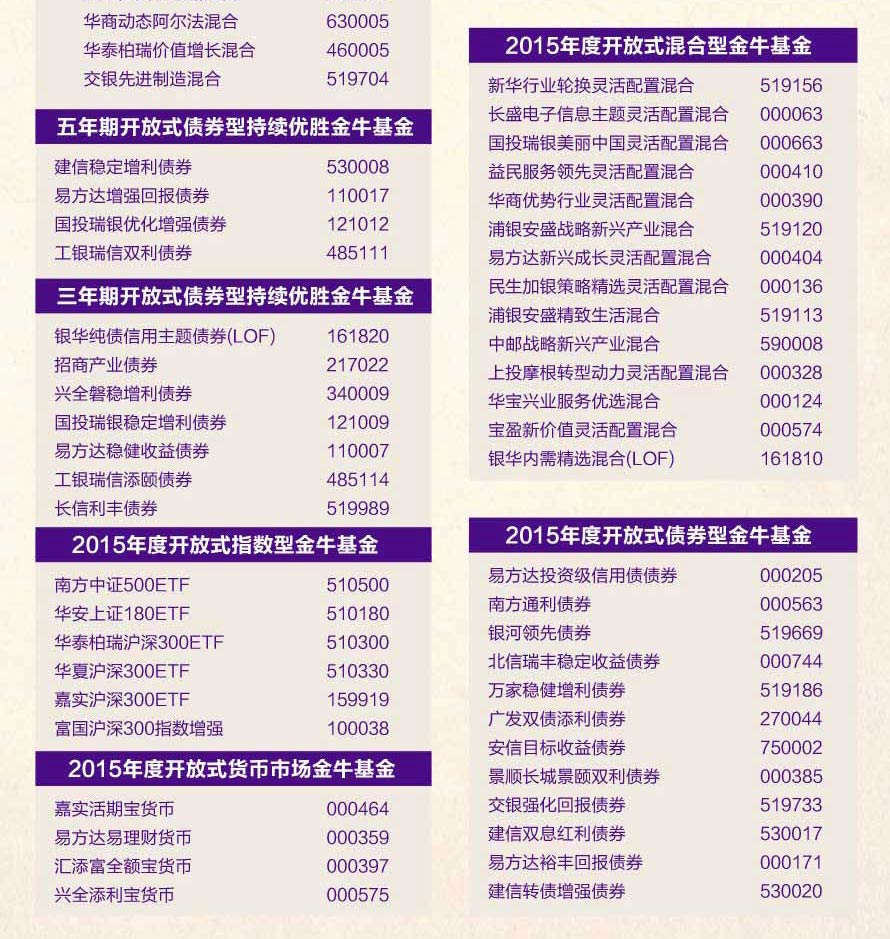 华商动态阿尔法混合 630005
华泰柏瑞价值增长混合 460005
交银先进制造混合 519704
五年期开放式债券型持续优胜金牛基金
建信稳定增利债券 530008
易方达增强回报债券 110017
国投瑞银优化增强债券 121012
工银瑞信双利债券 485111
三年期开放式债券型持续优胜金牛基金
银华纯债信用主题债券(LOF) 161820
招商产业债券 217022
兴全磐稳增利债券 340009
国投瑞银稳定增利债券 121009
易方达稳健收益债券 110007
工银瑞信添颐债券 485114
长信利丰债券 519989
2015年度开放式指数型金牛基金
南方中证500ETF 510500
华安上证180ETF 510180
华泰柏瑞沪深300ETF 510300
华夏沪深300ETF 510330
嘉实沪深300ETF 159919
富国沪深300指数增强 100038
2015年度开放式货币市场金牛基金
嘉实活期宝货币 000464
易方达易理财货币 000359
汇添富全额宝货币 000397
兴全添利宝货币 000575
2015年度开放式混合型金牛基金
新华行业轮换灵活配置混合 519156
长盛电子信息主题灵活配置混合 000063
国投瑞银美丽中国灵活配置混合 000663
益民服务领先灵活配置混合 000410
华商优势行业灵活配置混合 000390
浦银安盛战略新兴产业混合 519120
易方达新兴成长灵活配置混合 000404
民生加银策略精选灵活配置混合 000136
浦银安盛精致生活混合 519113
中邮战略新兴产业混合 590008
上投摩根转型动力灵活配置混合 000328
华宝兴业服务优选混合 000124
宝盈新价值灵活配置混合 000574
银华内需精选混合(LOF) 161810
2015年度开放式债券型金牛基金
易方达投资级信用债债券 000205
南方通利债券 000563
银河领先债券 519669
北信瑞丰稳定收益债券 000744
万家稳健增利债券 519186
广发双债添利债券 270044
安信目标收益债券 750002
景顺长城景颐双利债券 000385
交银强化回报债券 519733
建信双息红利债券 530017
易方达裕丰回报债券 000171
建信转债增强债券 530020